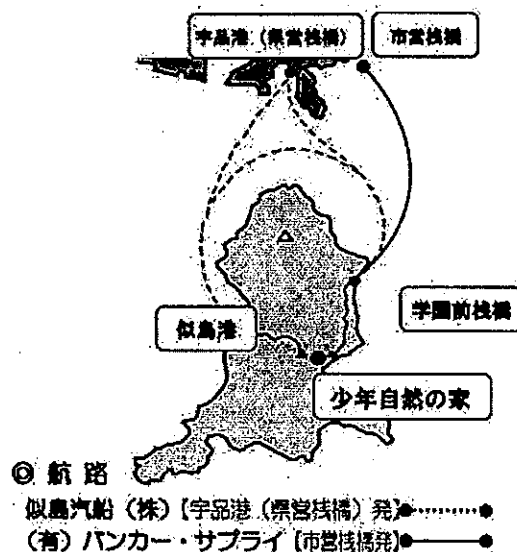 宇品港（県営桟橋）
市営桟橋
学園前桟橋
似島港
少年自然の家
◎ 航路
似島汽船（株）【宇品港（県営桟橋）発】
（有）バンカー・サプライ【市営桟橋発】